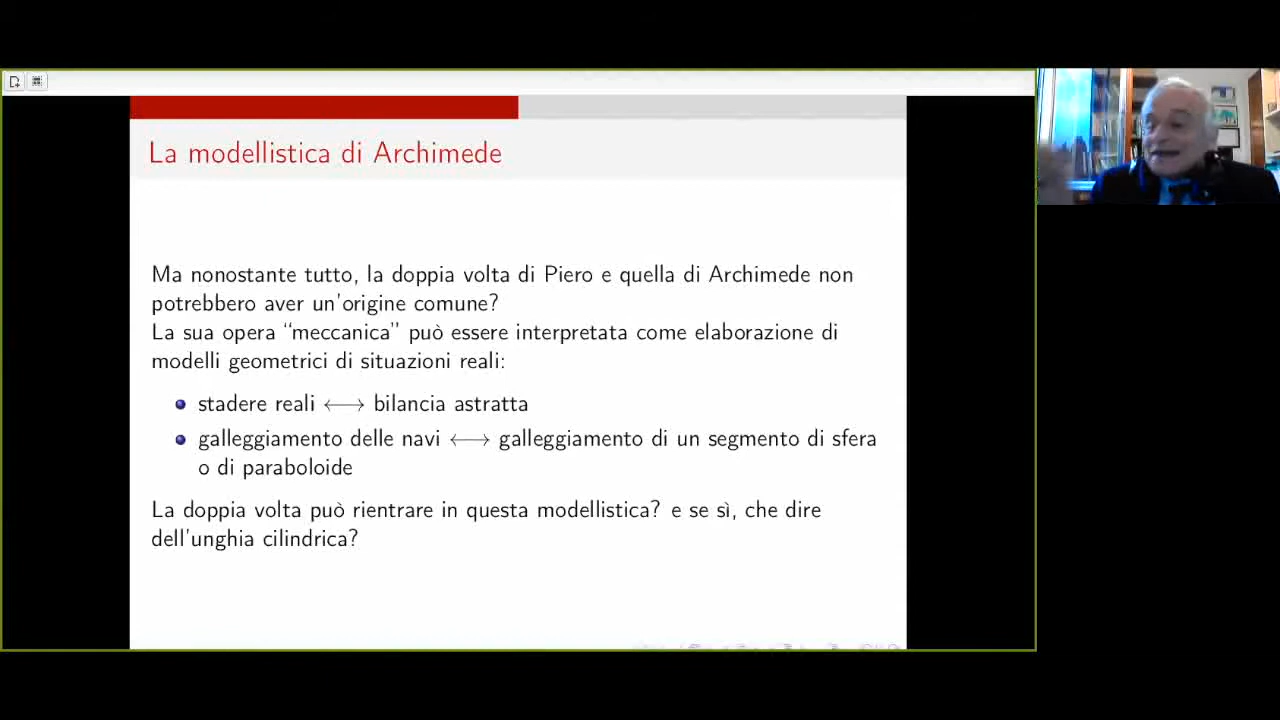 La modellistica di Archimede
Ma nonostante tutto, la doppia volta di Piero e quella di Archimede non
potrebbero aver un'origine comune?
La sua opera “meccanica” può essere interpretata come elaborazione di
modelli geometrici di situazioni reali:
stadere reali ⟷ bilancia astratta
galleggiamento delle navi ⟷ galleggiamento di un segmento di sfera
o di paraboloide
La doppia volta può rientrare in questa modellistica? e se sì, che dire
dell'unghia cilindrica?